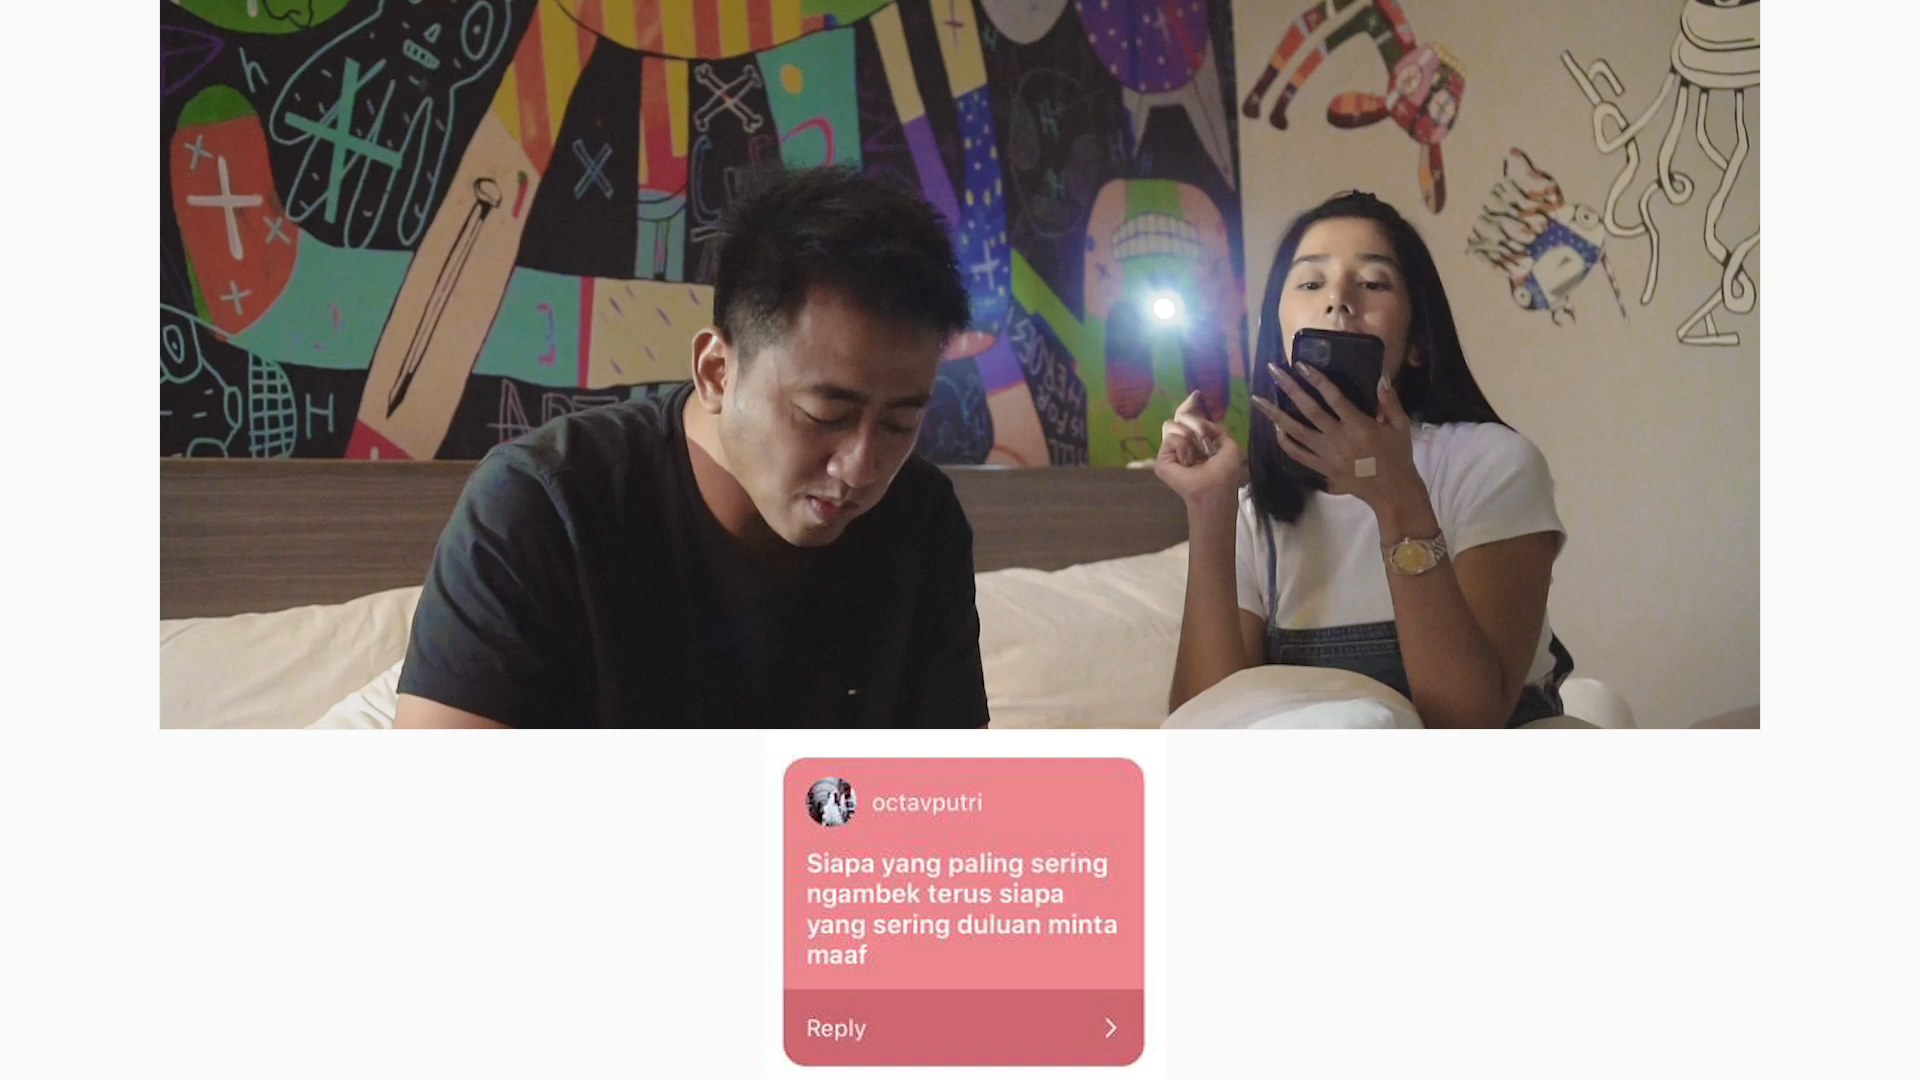 octavputri
Siapa yang paling sering
ngambek terus siapa
yang sering duluan minta
maaf
Reply